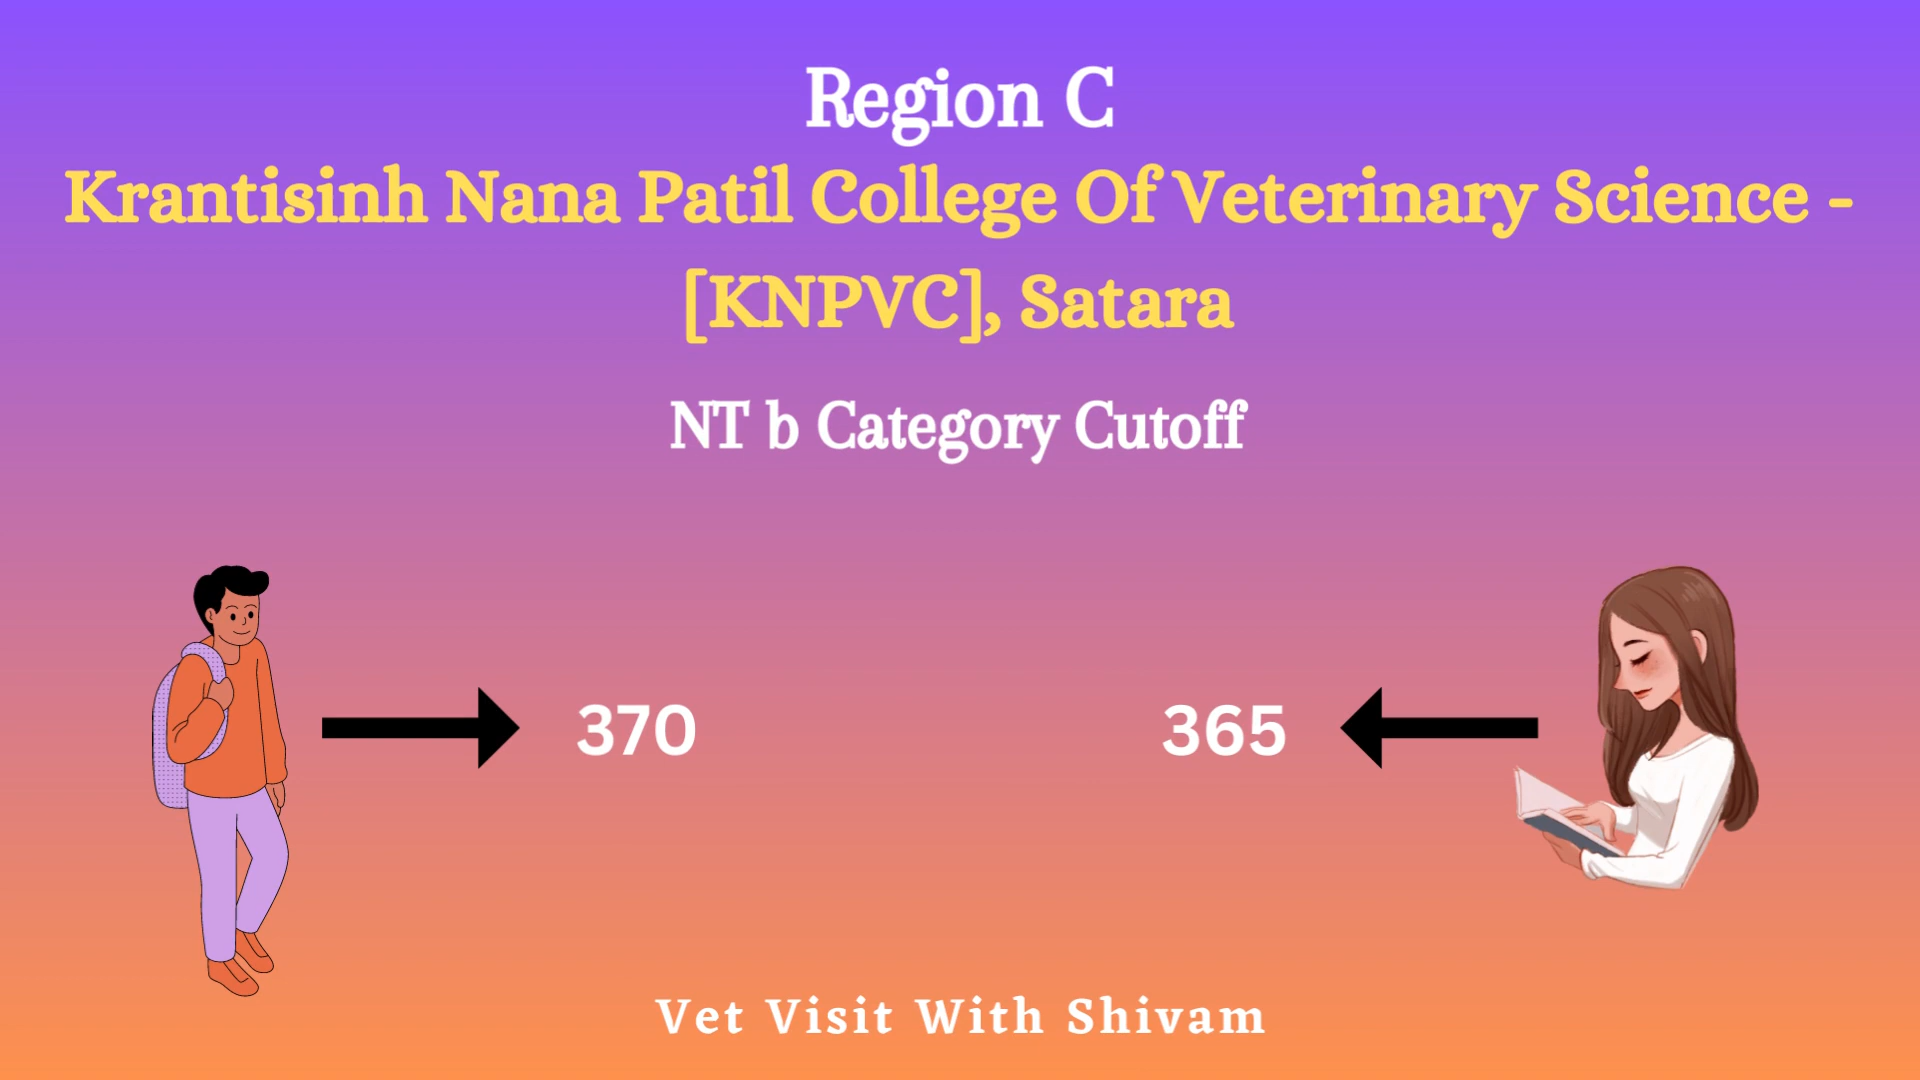 Region C
Krantisinh Nana Patil College Of Veterinary Science -
[KNPVC], Satara
NT b Category Cutoff
370
365
Vet Visit With Shivam